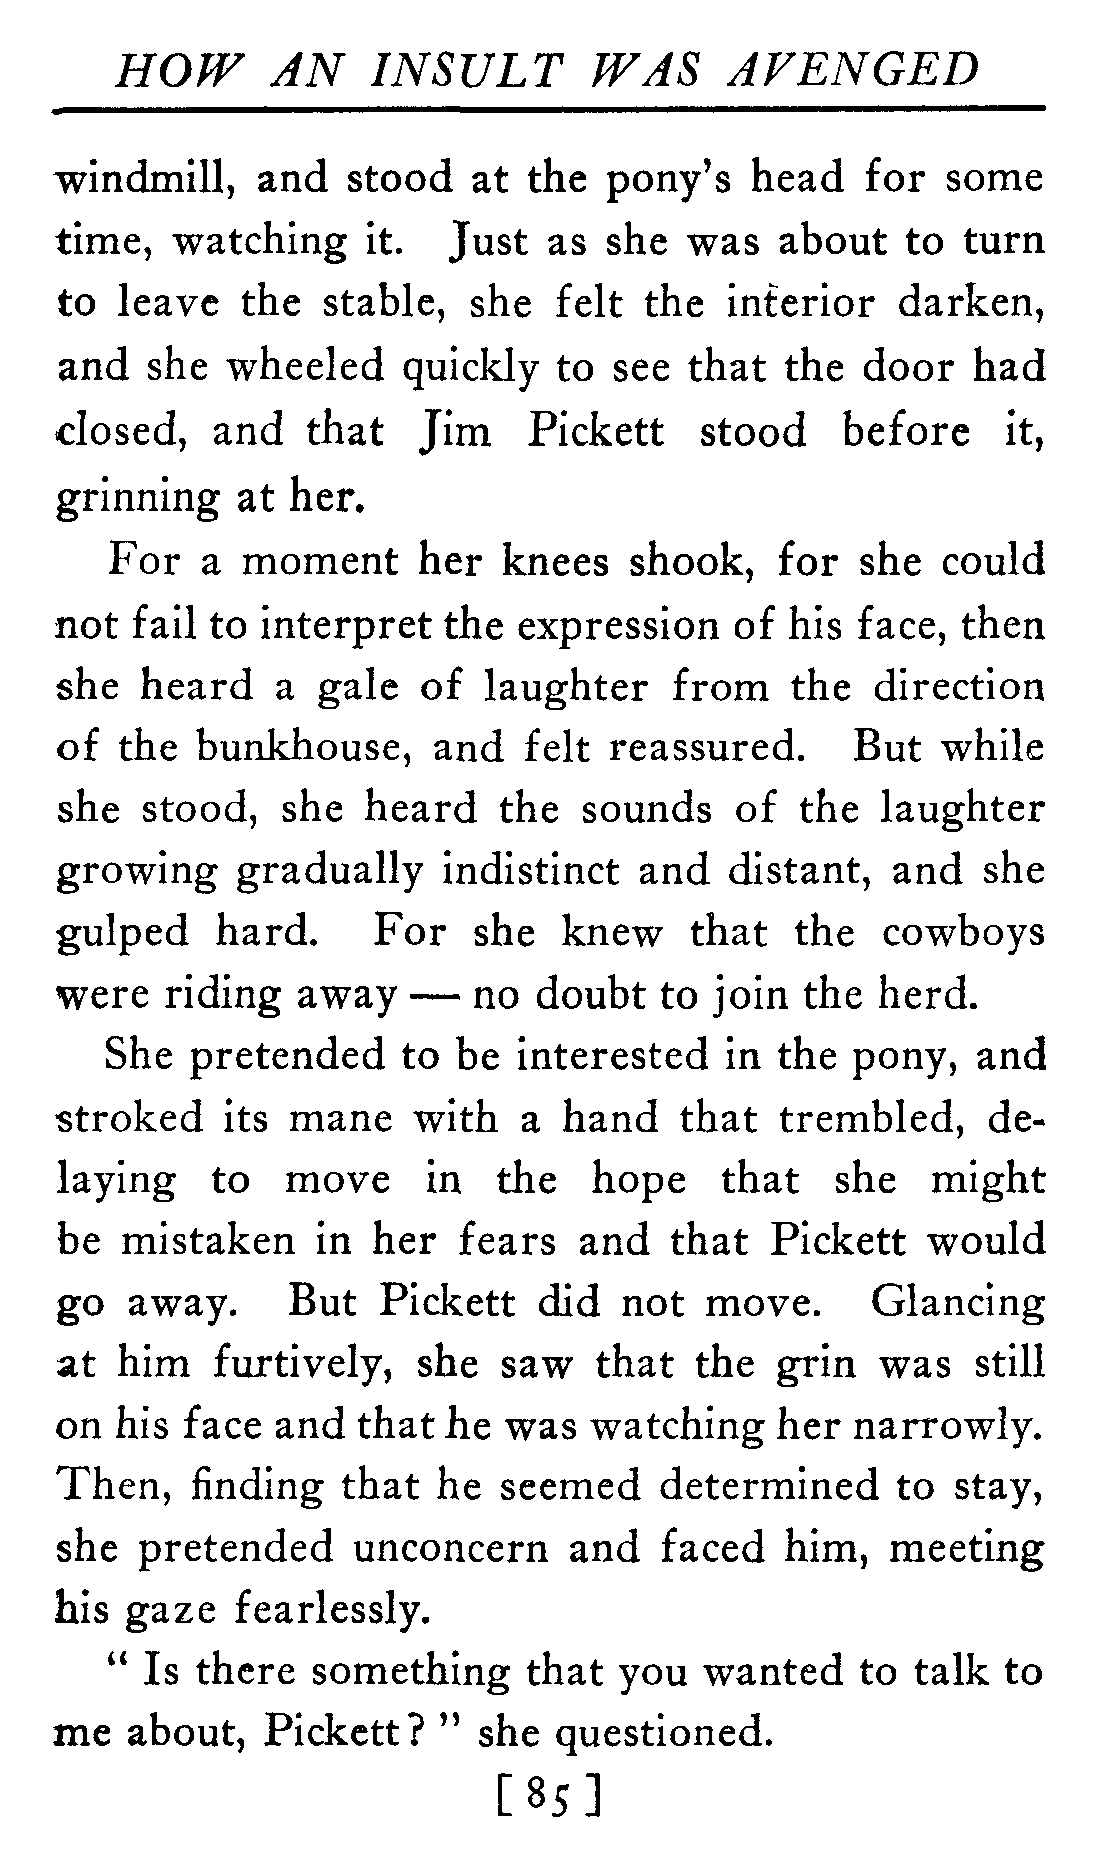 HOW AN INSULT WAS AVENGED
windmill, and stood at the pony's head for some
time, watching it. Just as she was about to turn
to leave the stable, she felt the interior darken,
and she wheeled quickly to see that the door had
closed, and that Jim Pickett stood before it,
grinning at her.
For a moment her knees shook, for she could
not fail to interpret the expression of his face, then
she heard a gale of laughter from the direction
of the bunkhouse, and felt reassured. But while
she stood, she heard the sounds of the laughter
growing gradually indistinct and distant, and she
gulped hard. For she knew that the cowboys
were riding away — no doubt to join the herd.
She pretended to be interested in the pony, and
stroked its mane with a hand that trembled, de-
laying to move in the hope that she might
be mistaken in her fears and that Pickett would
go away. But Pickett did not move. Glancing
at him furtively, she saw that the grin was still
on his face and that he was watching her narrowly.
Then, finding that he seemed determined to stay,
she pretended unconcern and faced him, meeting
his gaze fearlessly.
“ Is there something that you wanted to talk to
me about, Pickett? ” she questioned.
[ 85 ]